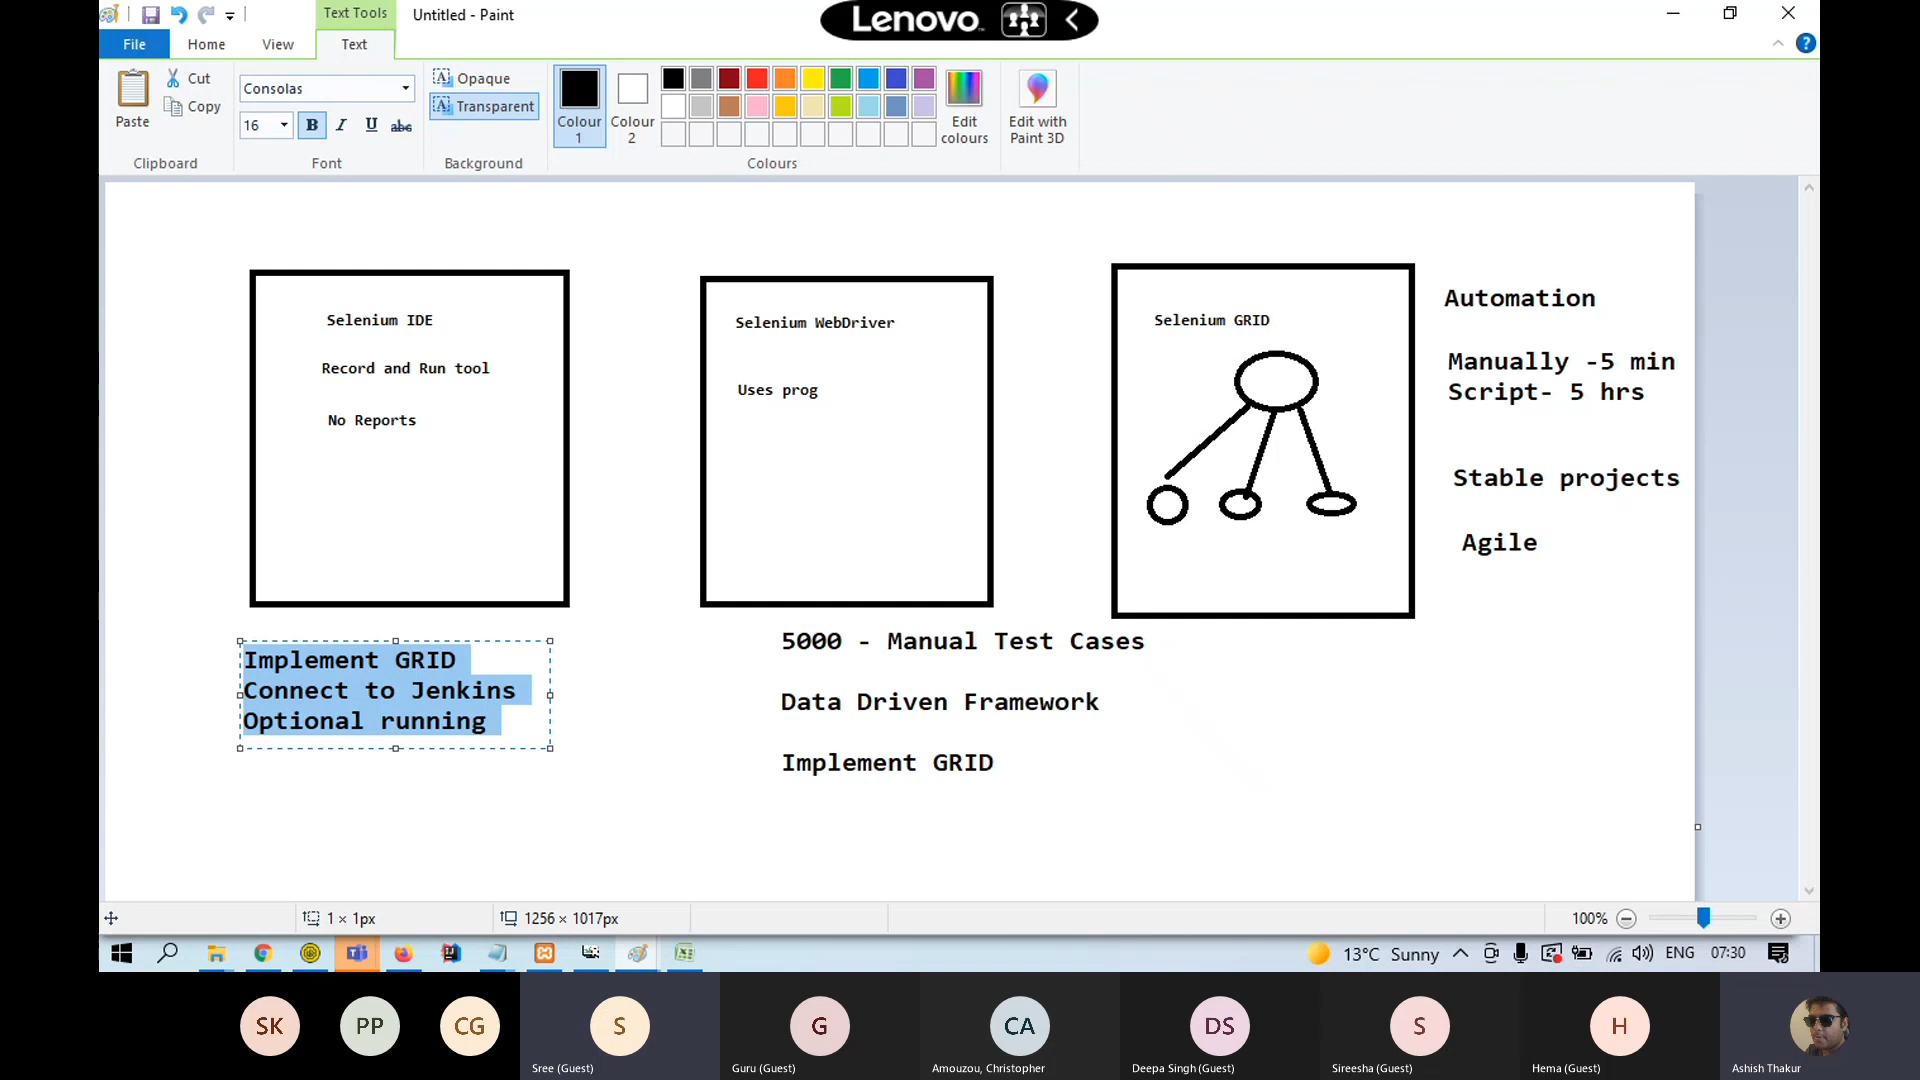 Text Tools
Untitled - Paint
Lenovo
File
Home
View
Text
Paste
Cut
Copy
Clipboard
Consolas
16
B
I
U
abc
Font
Opaque
Transparent
Background
Colour
1
Colour
2
Edit
colours
Colours
Edit with
Paint 3D
Selenium IDE
Record and Run tool
No Reports
Selenium WebDriver
Uses prog
Selenium GRID
Automation
Manually -5 min
Script- 5 hrs
Stable projects
Agile
Implement GRID
Connect to Jenkins
Optional running
5000 - Manual Test Cases
Data Driven Framework
Implement GRID
1 × 1px
1256 × 1017px
100%
13°C Sunny
ENG
07:30
SK
PP
CG
S
Sree (Guest)
G
Guru (Guest)
CA
Amouzou, Christopher
DS
Deepa Singh (Guest)
S
Sireesha (Guest)
H
Hema (Guest)
Ashish Thakur